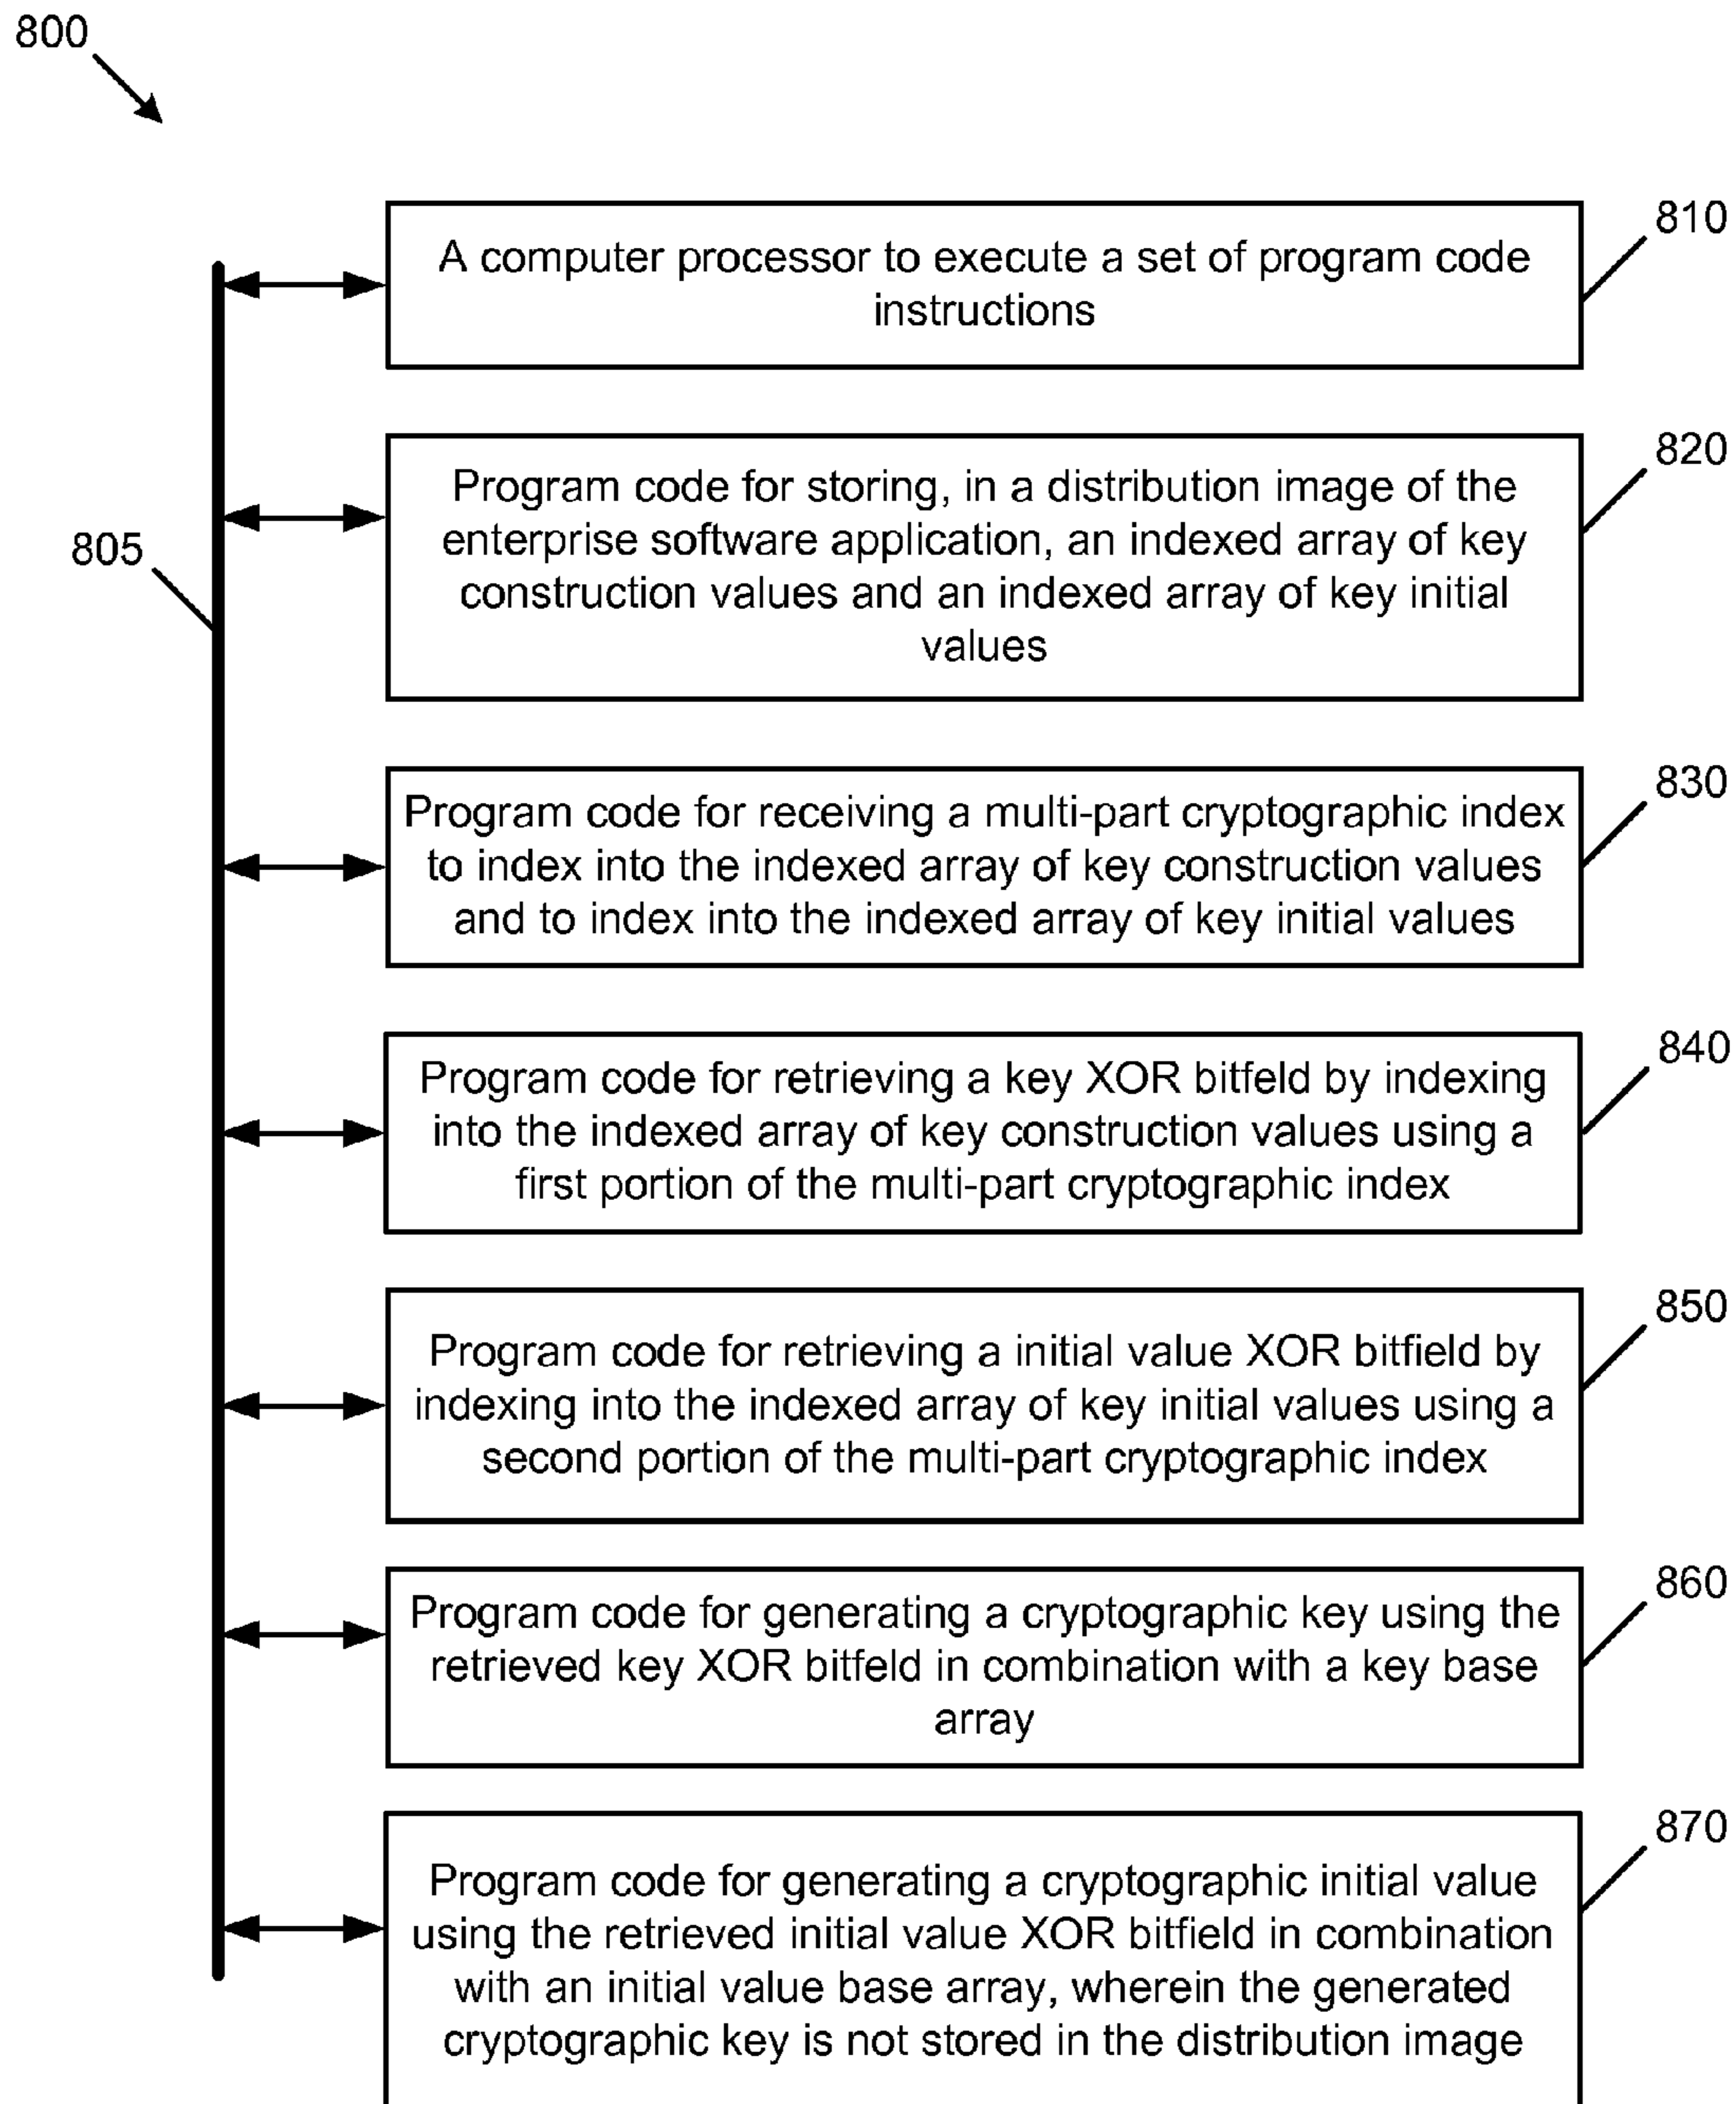 800
810
A computer processor to execute a set of program code
instructions
820
Program code for storing, in a distribution image of the
enterprise software application, an indexed array of key
construction values and an indexed array of key initial
values
805
830
Program code for receiving a multi-part cryptographic index
to index into the indexed array of key construction values
and to index into the indexed array of key initial values
840
Program code for retrieving a key XOR bitfeld by indexing
into the indexed array of key construction values using a
first portion of the multi-part cryptographic index
850
Program code for retrieving a initial value XOR bitfield by
indexing into the indexed array of key initial values using a
second portion of the multi-part cryptographic index
860
Program code for generating a cryptographic key using the
retrieved key XOR bitfeld in combination with a key base
array
870
Program code for generating a cryptographic initial value
using the retrieved initial value XOR bitfield in combination
with an initial value base array, wherein the generated
cryptographic key is not stored in the distribution image